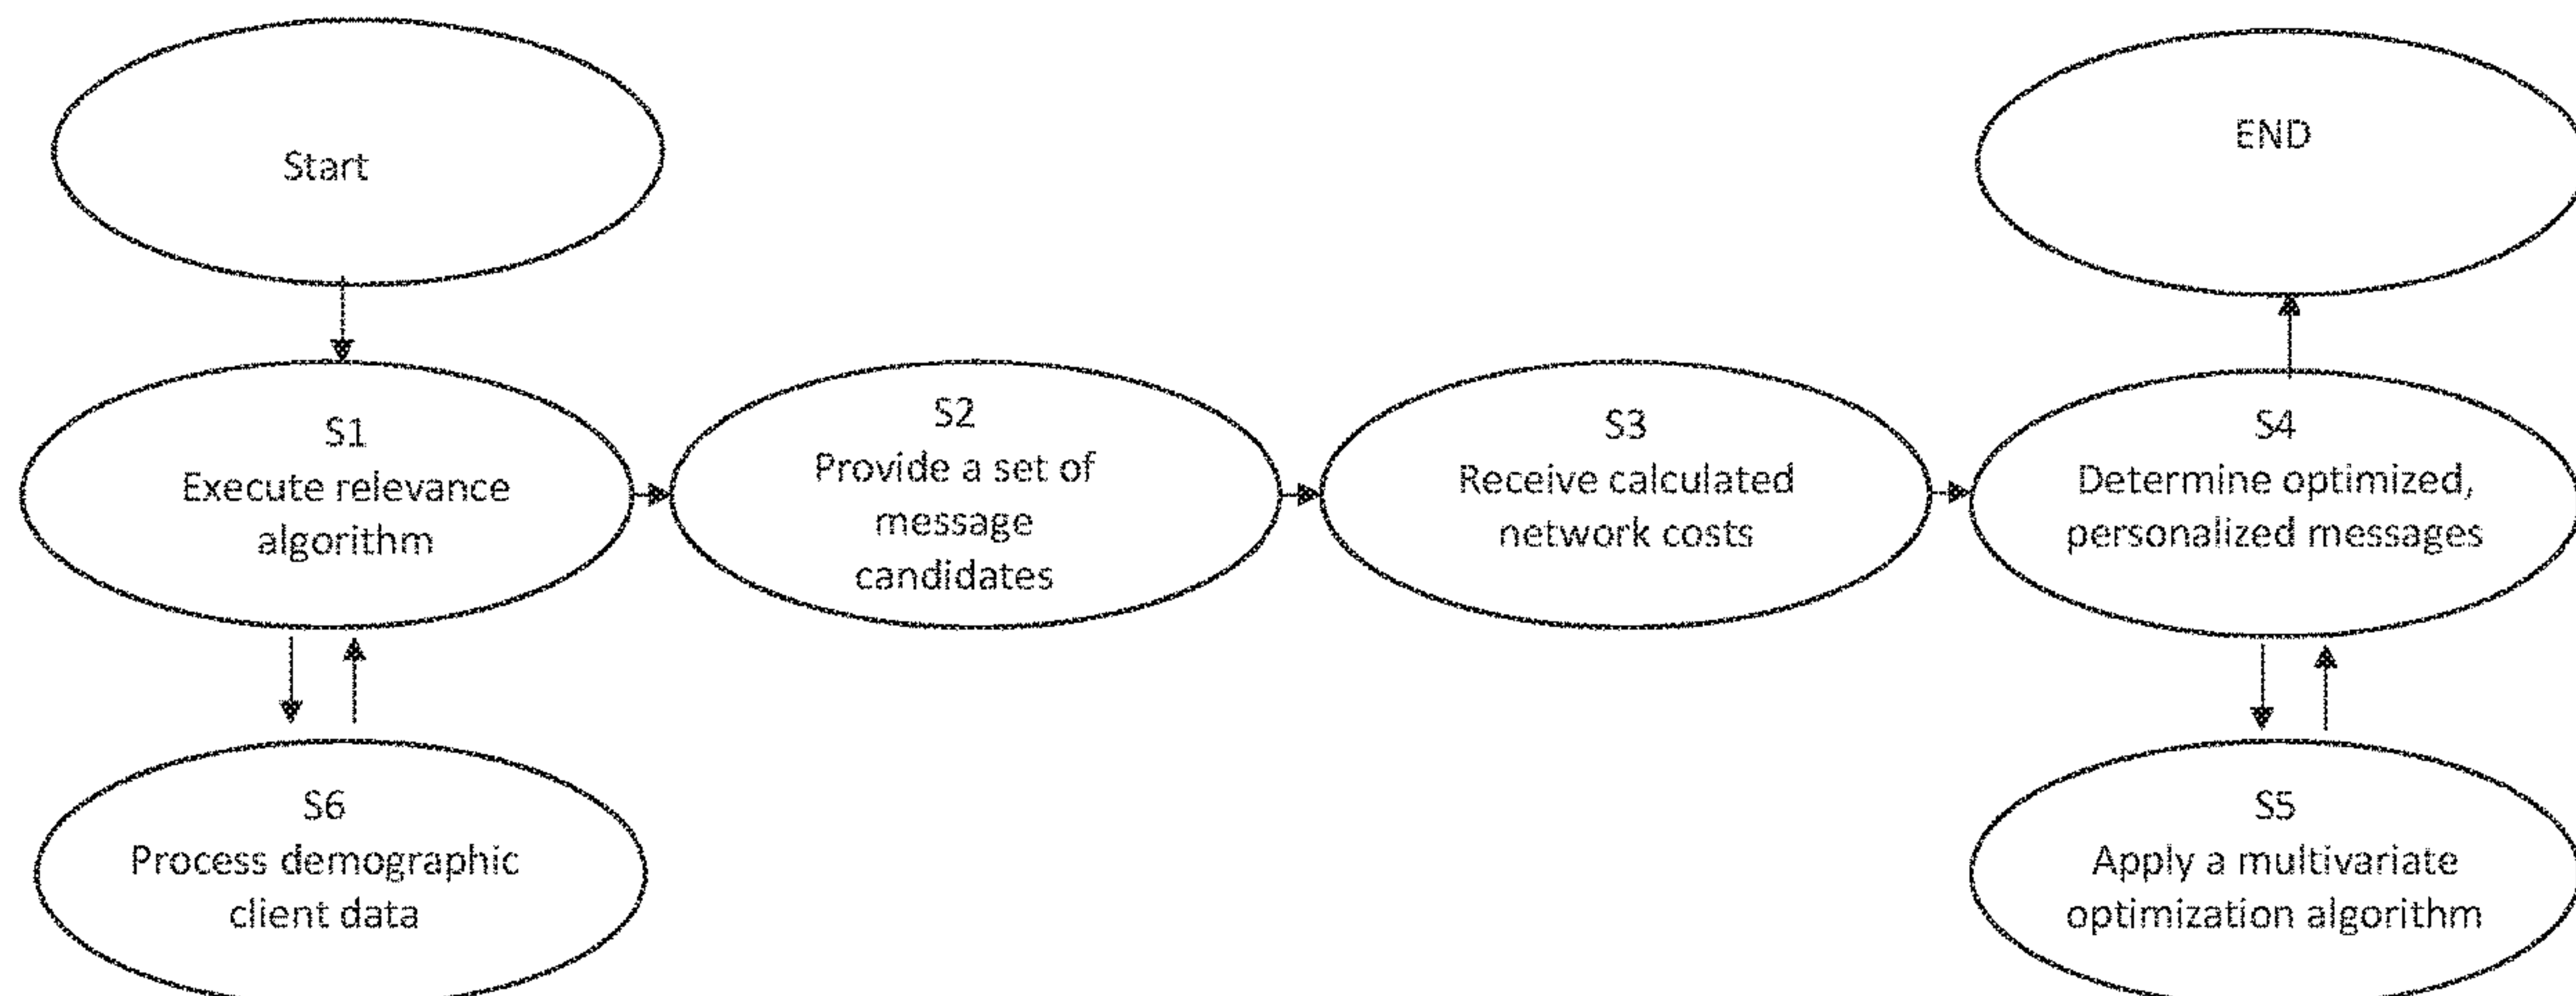 Start
END
S1
Execute relevance
algorithm
S2
Provide a set of
message
candidates
S3
Receive calculated
network costs
S4
Determine optimized,
personalized messages
S6
Process demographic
client data
S5
Apply a multivariate
optimization algorithm